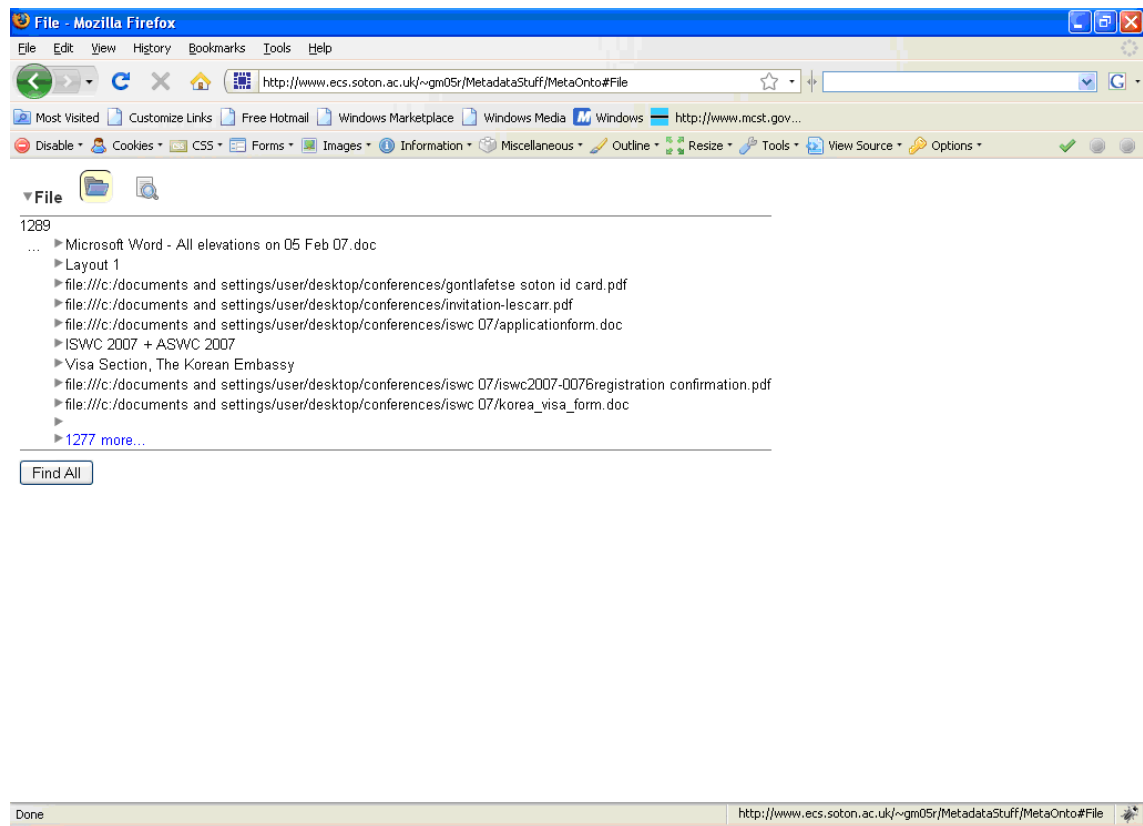 File - Mozilla Firefox
File Edit View History Bookmarks Tools Help
http://www.ecs.soton.ac.uk/~gm05r/MetadataStuff/MetaOnto#File G
Most Visited Customize Links Free Hotmail Windows Marketplace Windows Media Windows http://www.mcst.gov...
Disable Cookies CSS Forms Images Information Miscellaneous Outline Resize Tools View Source Options
File
1289
... Microsoft Word - All elevations on 05 Feb 07.doc
Layout 1
file:///c:/documents and settings/user/desktop/conferences/gontlafetse soton id card.pdf
file:///c:/documents and settings/user/desktop/conferences/invitation-lescarr.pdf
file:///c:/documents and settings/user/desktop/conferences/iswc 07/applicationform.doc
ISWC 2007 + ASWC 2007
Visa Section, The Korean Embassy
file:///c:/documents and settings/user/desktop/conferences/iswc 07/iswc2007-0076registration confirmation.pdf
file:///c:/documents and settings/user/desktop/conferences/iswc 07/korea_visa_form.doc
1277 more...
Find All
Done http://www.ecs.soton.ac.uk/~gm05r/MetadataStuff/MetaOnto#File